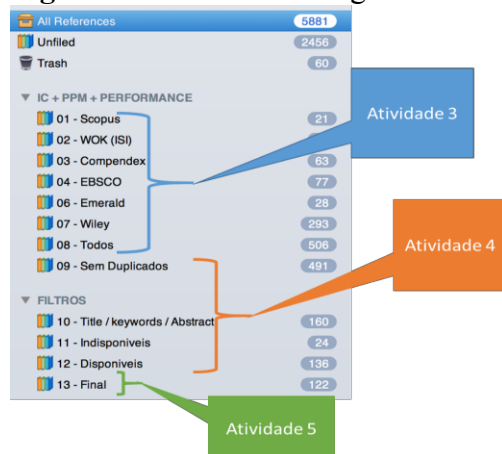 All References 5881
Unfiled 2456
Trash 60
IC + PPM + PERFORMANCE
01 - Scopus 21
02 - WOK (ISI)
03 - Compendex 63
04 - EBSCO 77
06 - Emerald 28
07 - Wiley 293
08 - Todos 506
09 - Sem Duplicados 491
FILTROS
10 - Title / keywords / Abstract 160
11 - Indisponiveis 24
12 - Disponiveis 136
13 - Final 122
Atividade 3
Atividade 4
Atividade 5